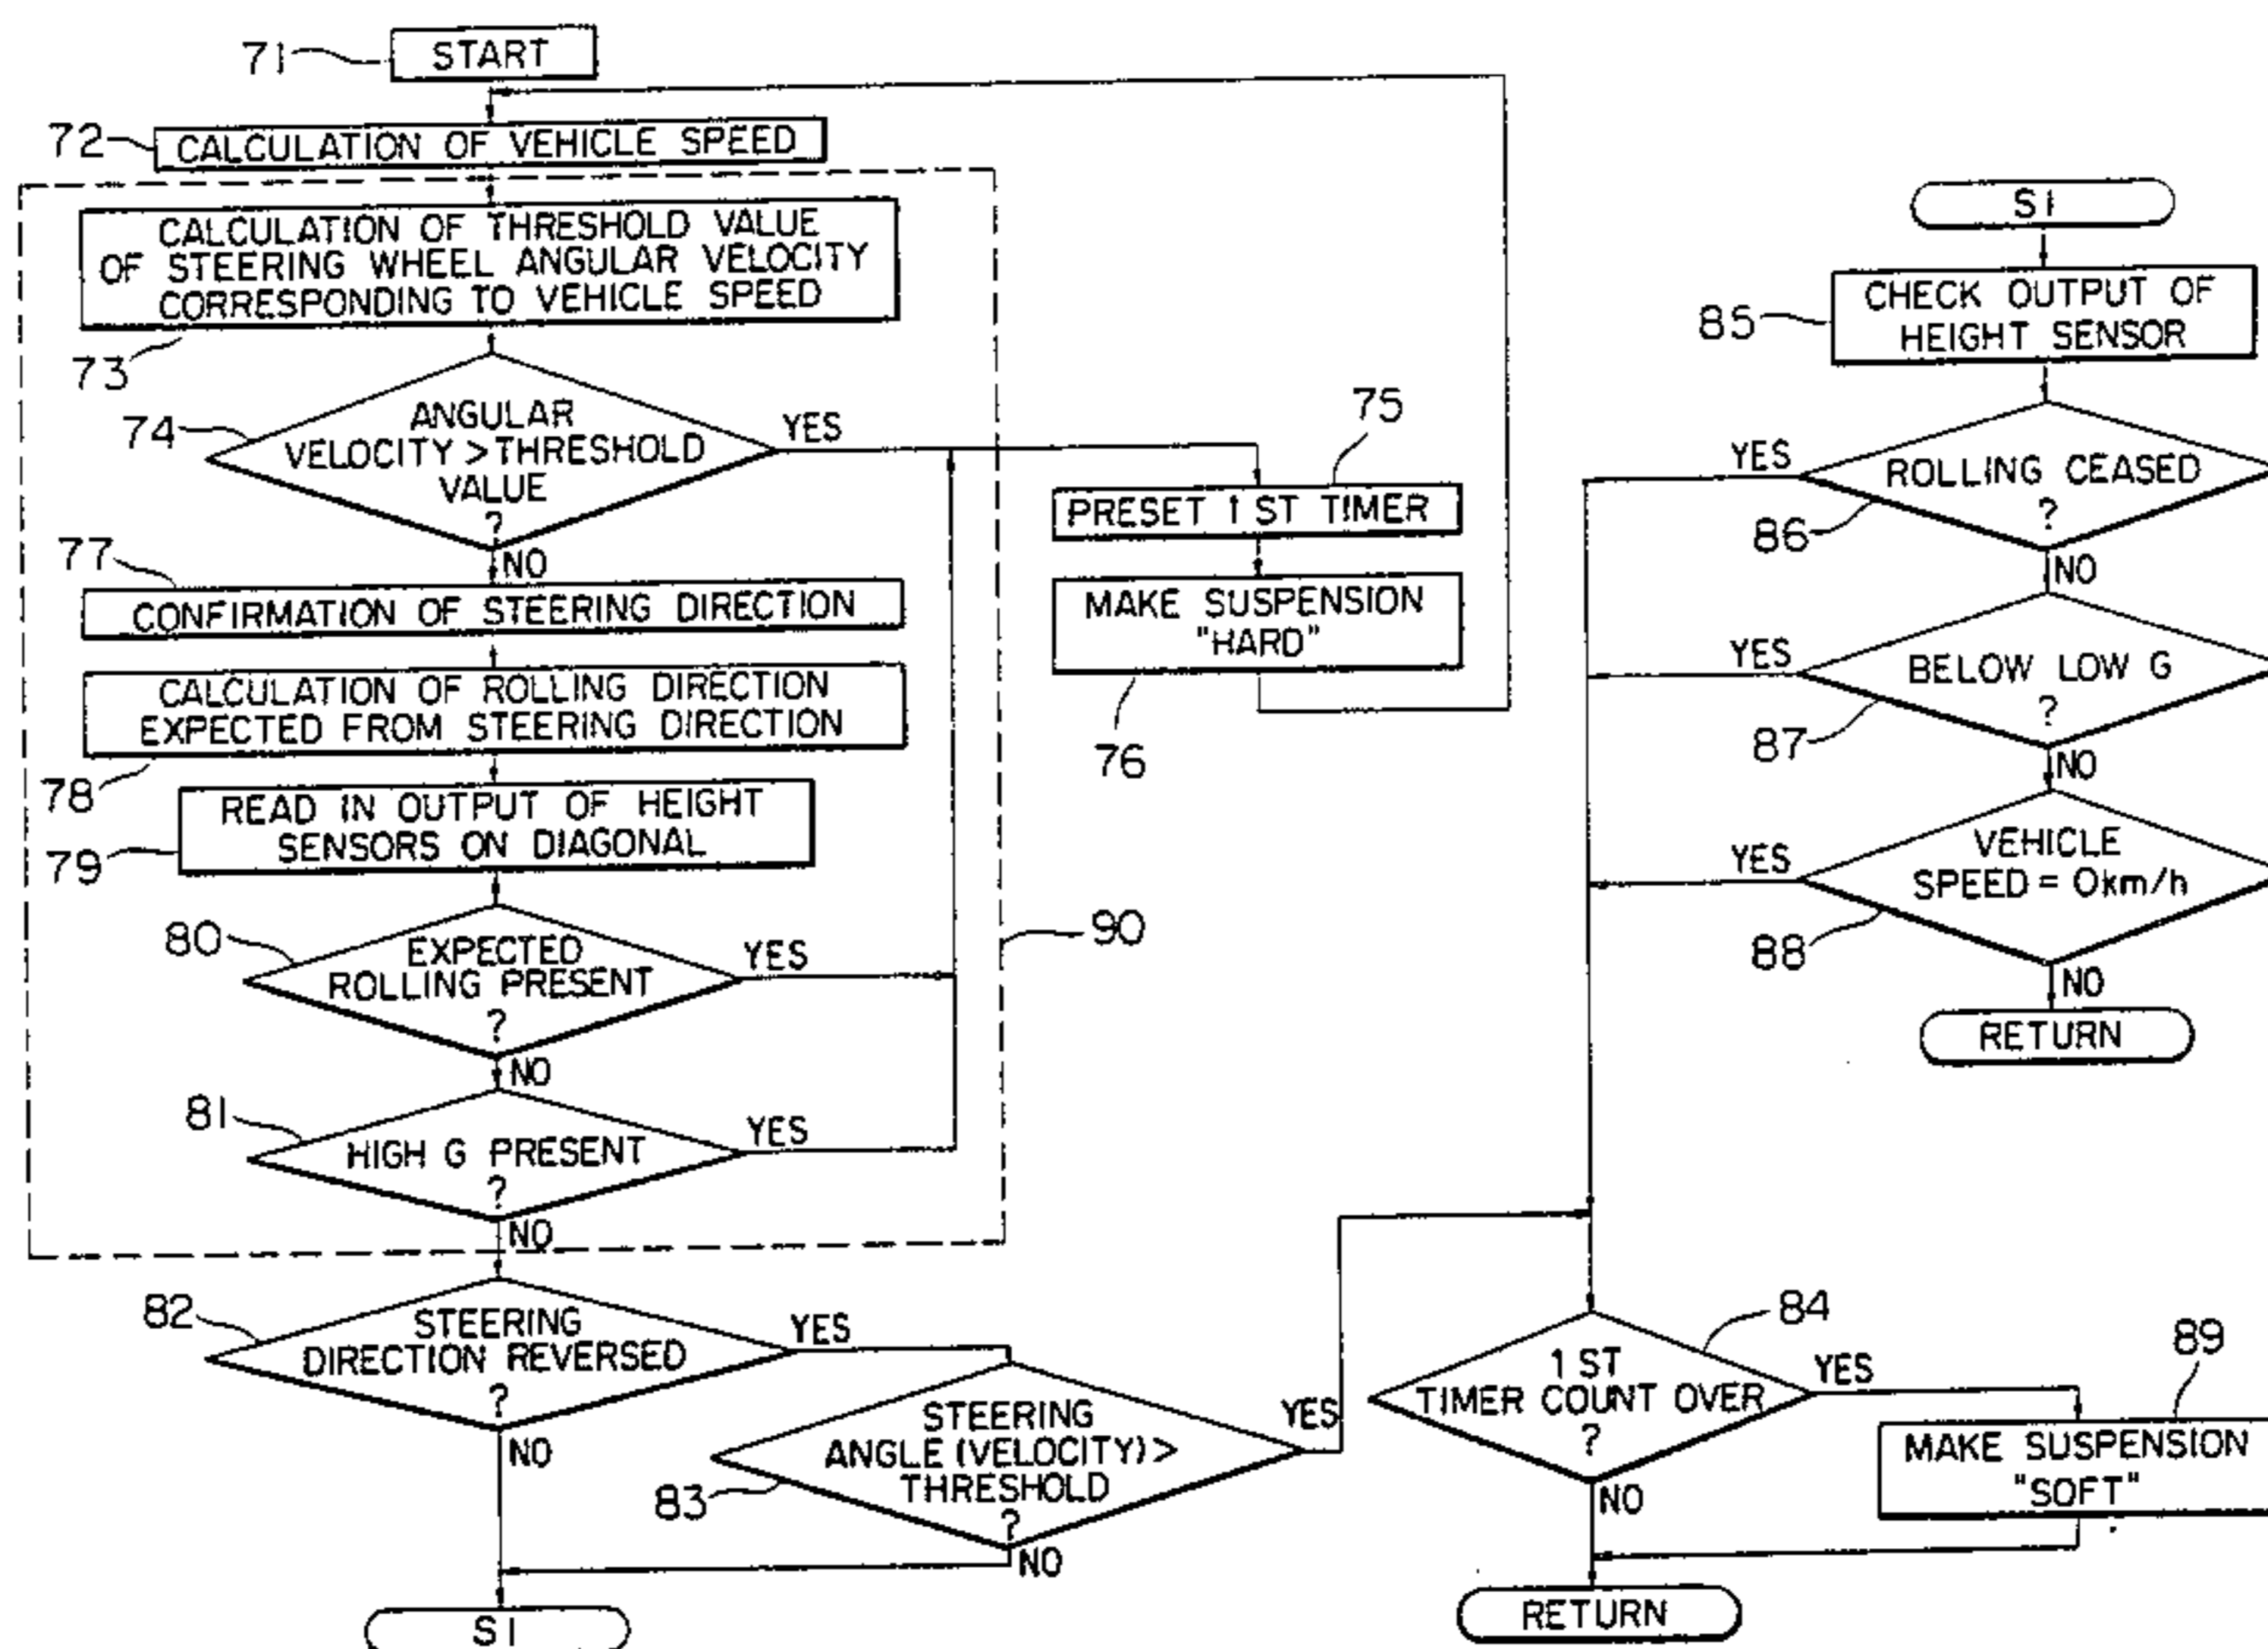 71
START
72
CALCULATION OF VEHICLE SPEED
CALCULATION OF THRESHOLD VALUE
OF STEERING WHEEL ANGULAR VELOCITY
CORRESPONDING TO VEHICLE SPEED
73
74
ANGULAR
VELOCITY > THRESHOLD
VALUE
?
YES
NO
75
PRESET 1ST TIMER
MAKE SUSPENSION
"HARD"
76
77
CONFIRMATION OF STEERING DIRECTION
CALCULATION OF ROLLING DIRECTION
EXPECTED FROM STEERING DIRECTION
78
READ IN OUTPUT OF HEIGHT
SENSORS ON DIAGONAL
79
80
EXPECTED
ROLLING PRESENT
?
YES
NO
90
81
HIGH G PRESENT
?
YES
NO
82
STEERING
DIRECTION REVERSED
?
YES
NO
83
STEERING
ANGLE (VELOCITY) >
THRESHOLD
?
YES
NO
S1
S1
85
CHECK OUTPUT OF
HEIGHT SENSOR
86
ROLLING CEASED
?
YES
NO
87
BELOW LOW G
?
YES
NO
88
VEHICLE
SPEED = 0km/h
YES
NO
RETURN
84
1ST
TIMER COUNT OVER
?
YES
NO
89
MAKE SUSPENSION
"SOFT"
RETURN